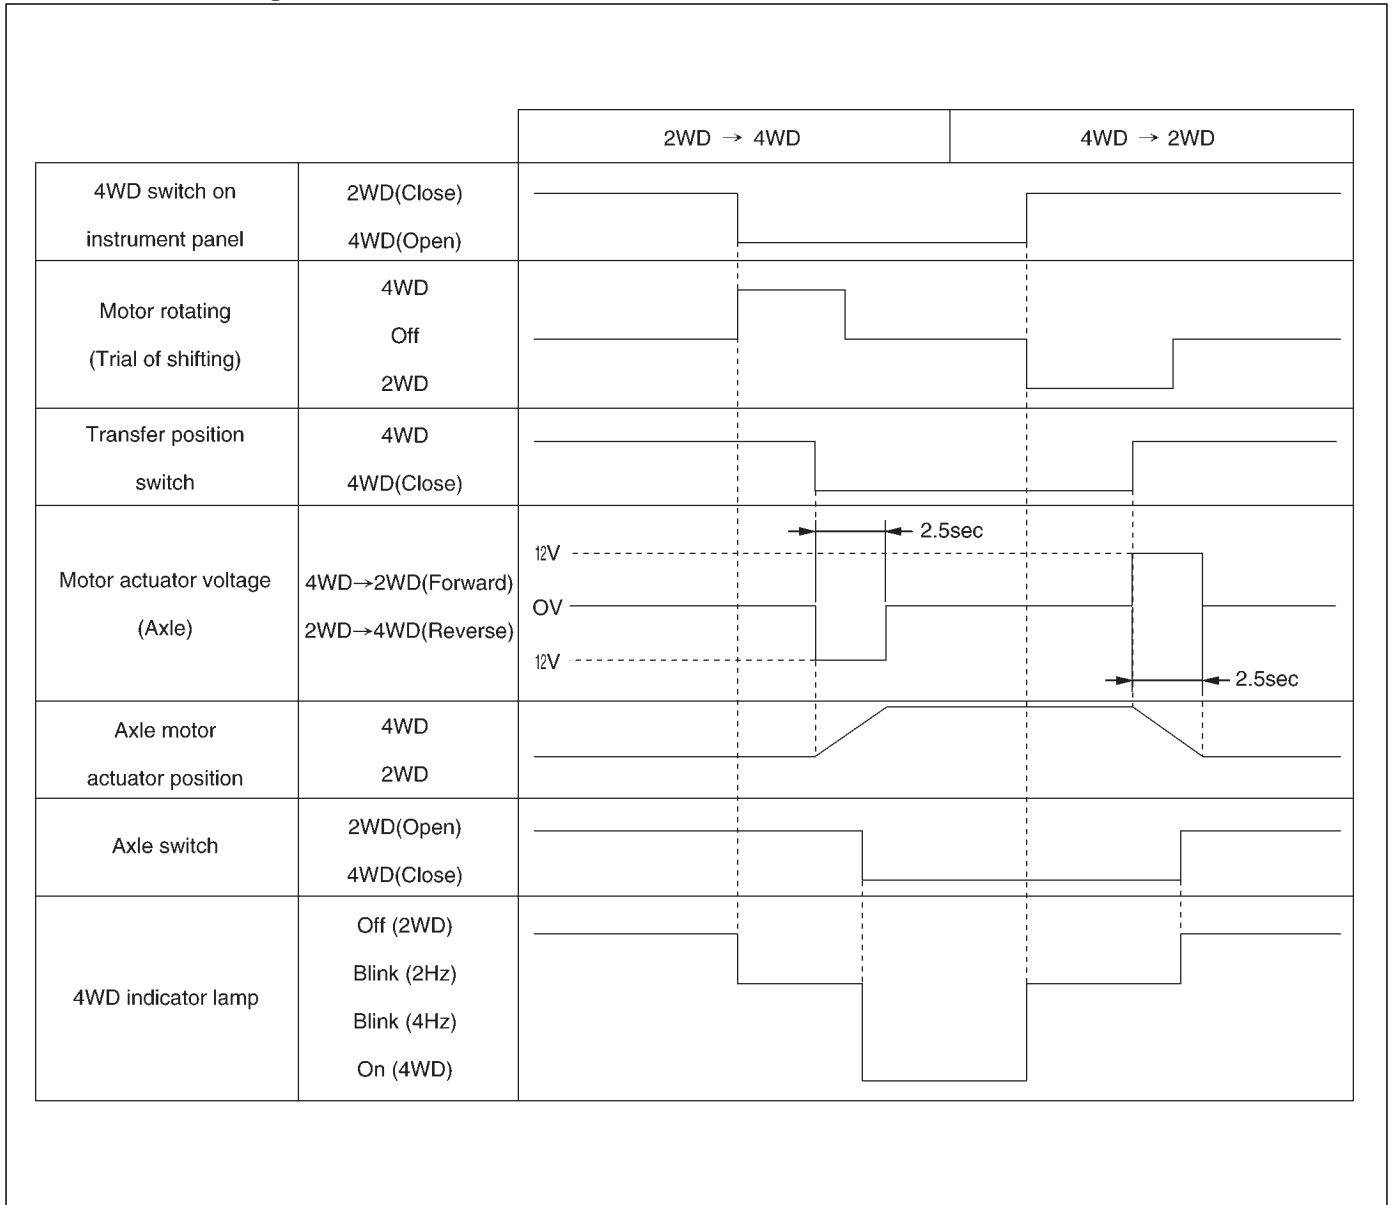 2WD → 4WD
4WD → 2WD
4WD switch on
instrument panel
2WD(Close)
4WD(Open)
Motor rotating
(Trial of shifting)
4WD
Off
2WD
Transfer position
switch
4WD
4WD(Close)
Motor actuator voltage
(Axle)
4WD→2WD(Forward)
2WD→4WD(Reverse)
2.5sec
12V
OV
12V
2.5sec
Axle motor
actuator position
4WD
2WD
Axle switch
2WD(Open)
4WD(Close)
4WD indicator lamp
Off (2WD)
Blink (2Hz)
Blink (4Hz)
On (4WD)